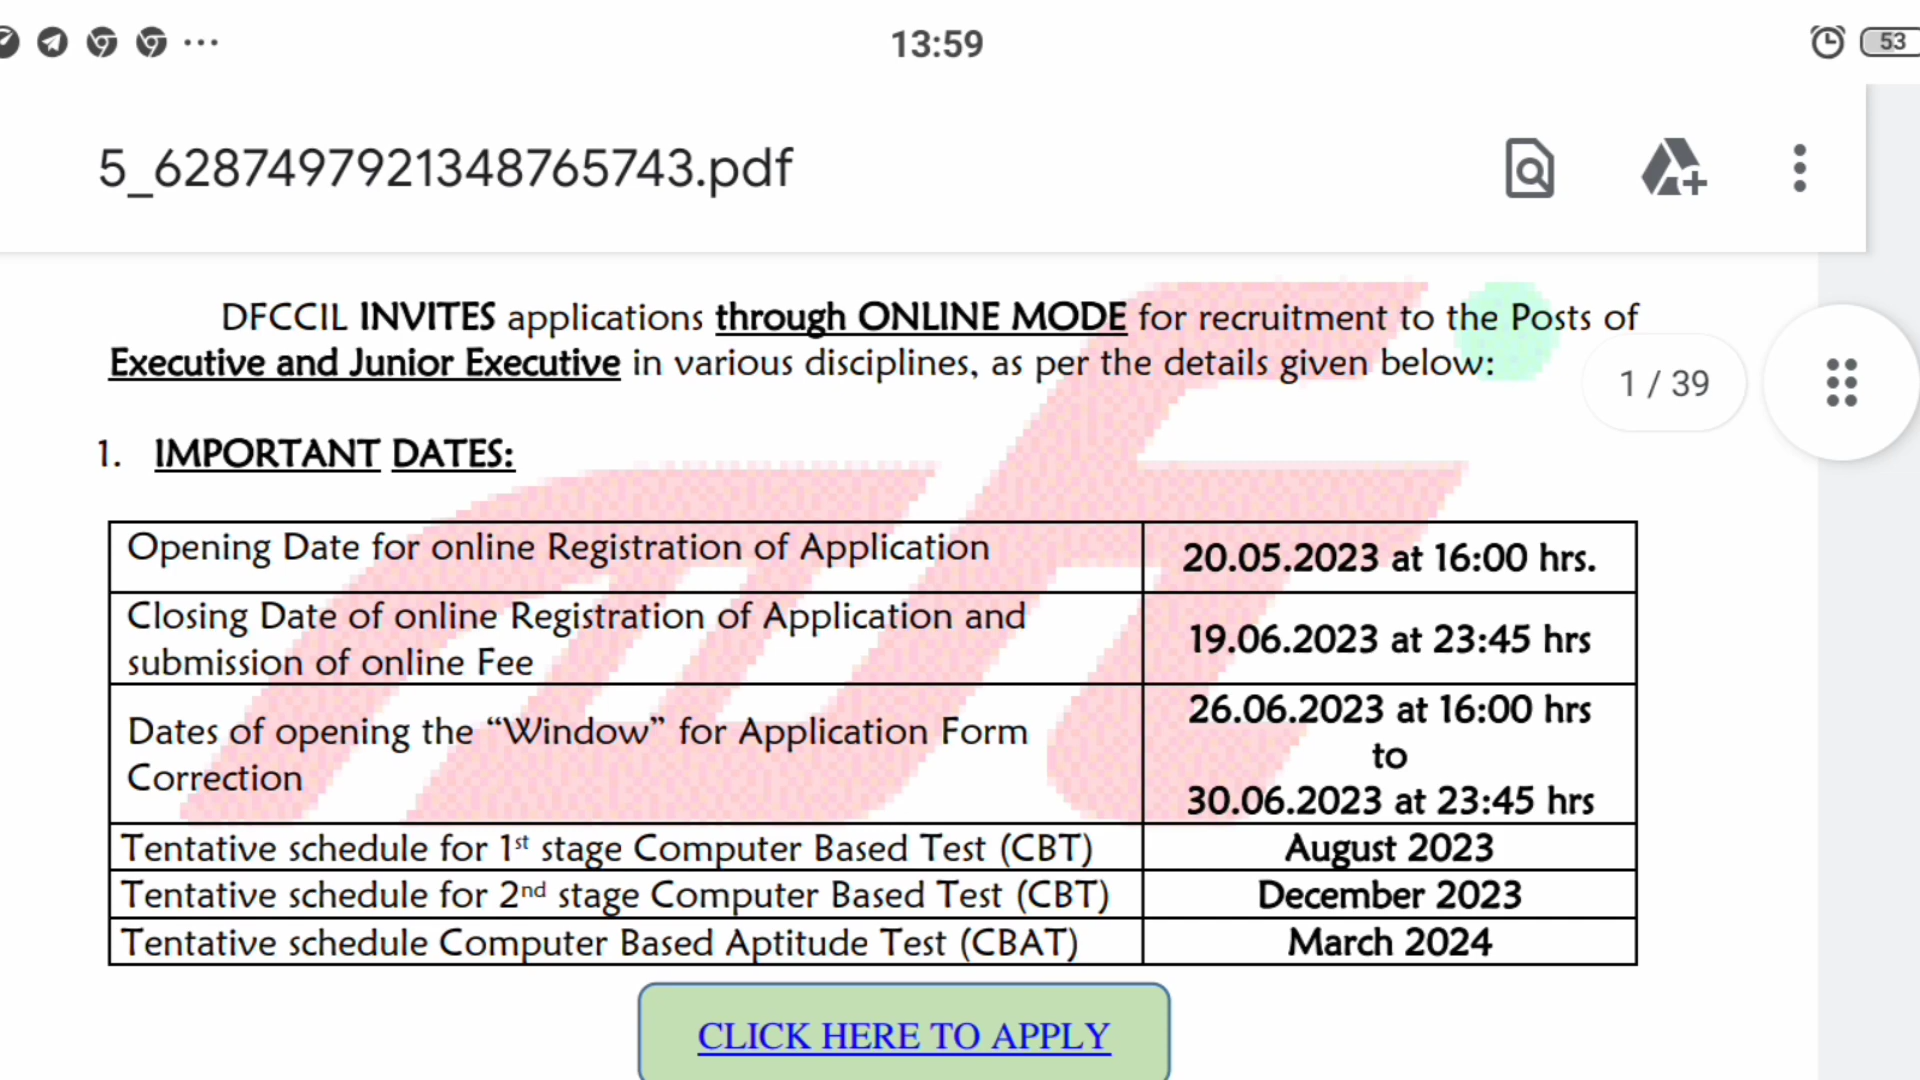 13:59
53
5_6287497921348765743.pdf
DFCCIL INVITES applications through ONLINE MODE for recruitment to the Posts of
Executive and Junior Executive in various disciplines, as per the details given below:
1 / 39
1. IMPORTANT DATES:
Opening Date for online Registration of Application
20.05.2023 at 16:00 hrs.
Closing Date of online Registration of Application and
submission of online Fee
19.06.2023 at 23:45 hrs
Dates of opening the “Window” for Application Form
Correction
26.06.2023 at 16:00 hrs
to
30.06.2023 at 23:45 hrs
Tentative schedule for 1st stage Computer Based Test (CBT)
August 2023
Tentative schedule for 2nd stage Computer Based Test (CBT)
December 2023
Tentative schedule Computer Based Aptitude Test (CBAT)
March 2024
CLICK HERE TO APPLY